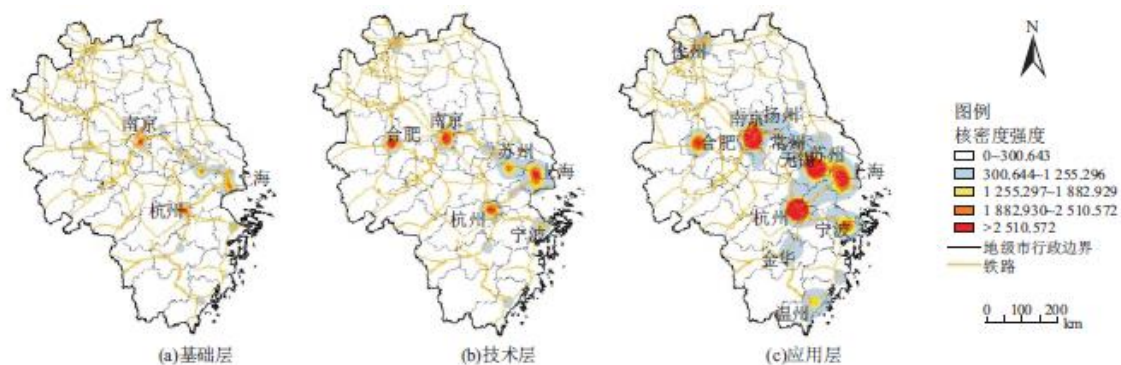 南京
上海
杭州
(a)基础层
合肥
南京
苏州
上海
杭州
宁波
(b)技术层
徐州
南京
扬州
合肥
常州
无锡
苏州
上海
杭州
宁波
金华
温州
(c)应用层
N
图例
核密度强度
0~300.643
300.644~1 255.296
1 255.297~1 882.929
1 882.930~2 510.572
>2 510.572
地级市行政边界
铁路
0 100 200
km